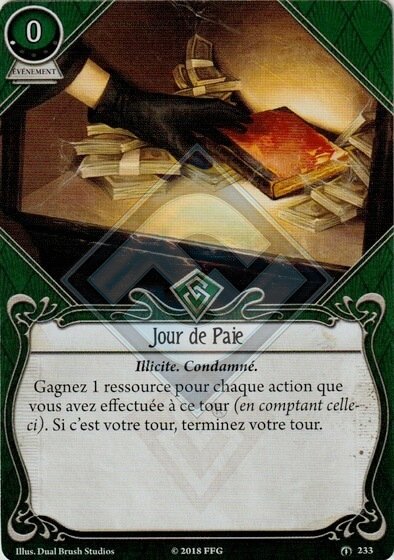 0
ÉVÉNEMENT
Jour de Paie
Illicite. Condamné.
Gagnez 1 ressource pour chaque action que
vous avez effectuée à ce tour (en comptant celle-
ci). Si c'est votre tour, terminez votre tour.
Illus. Dual Brush Studios
© 2018 FFG
233